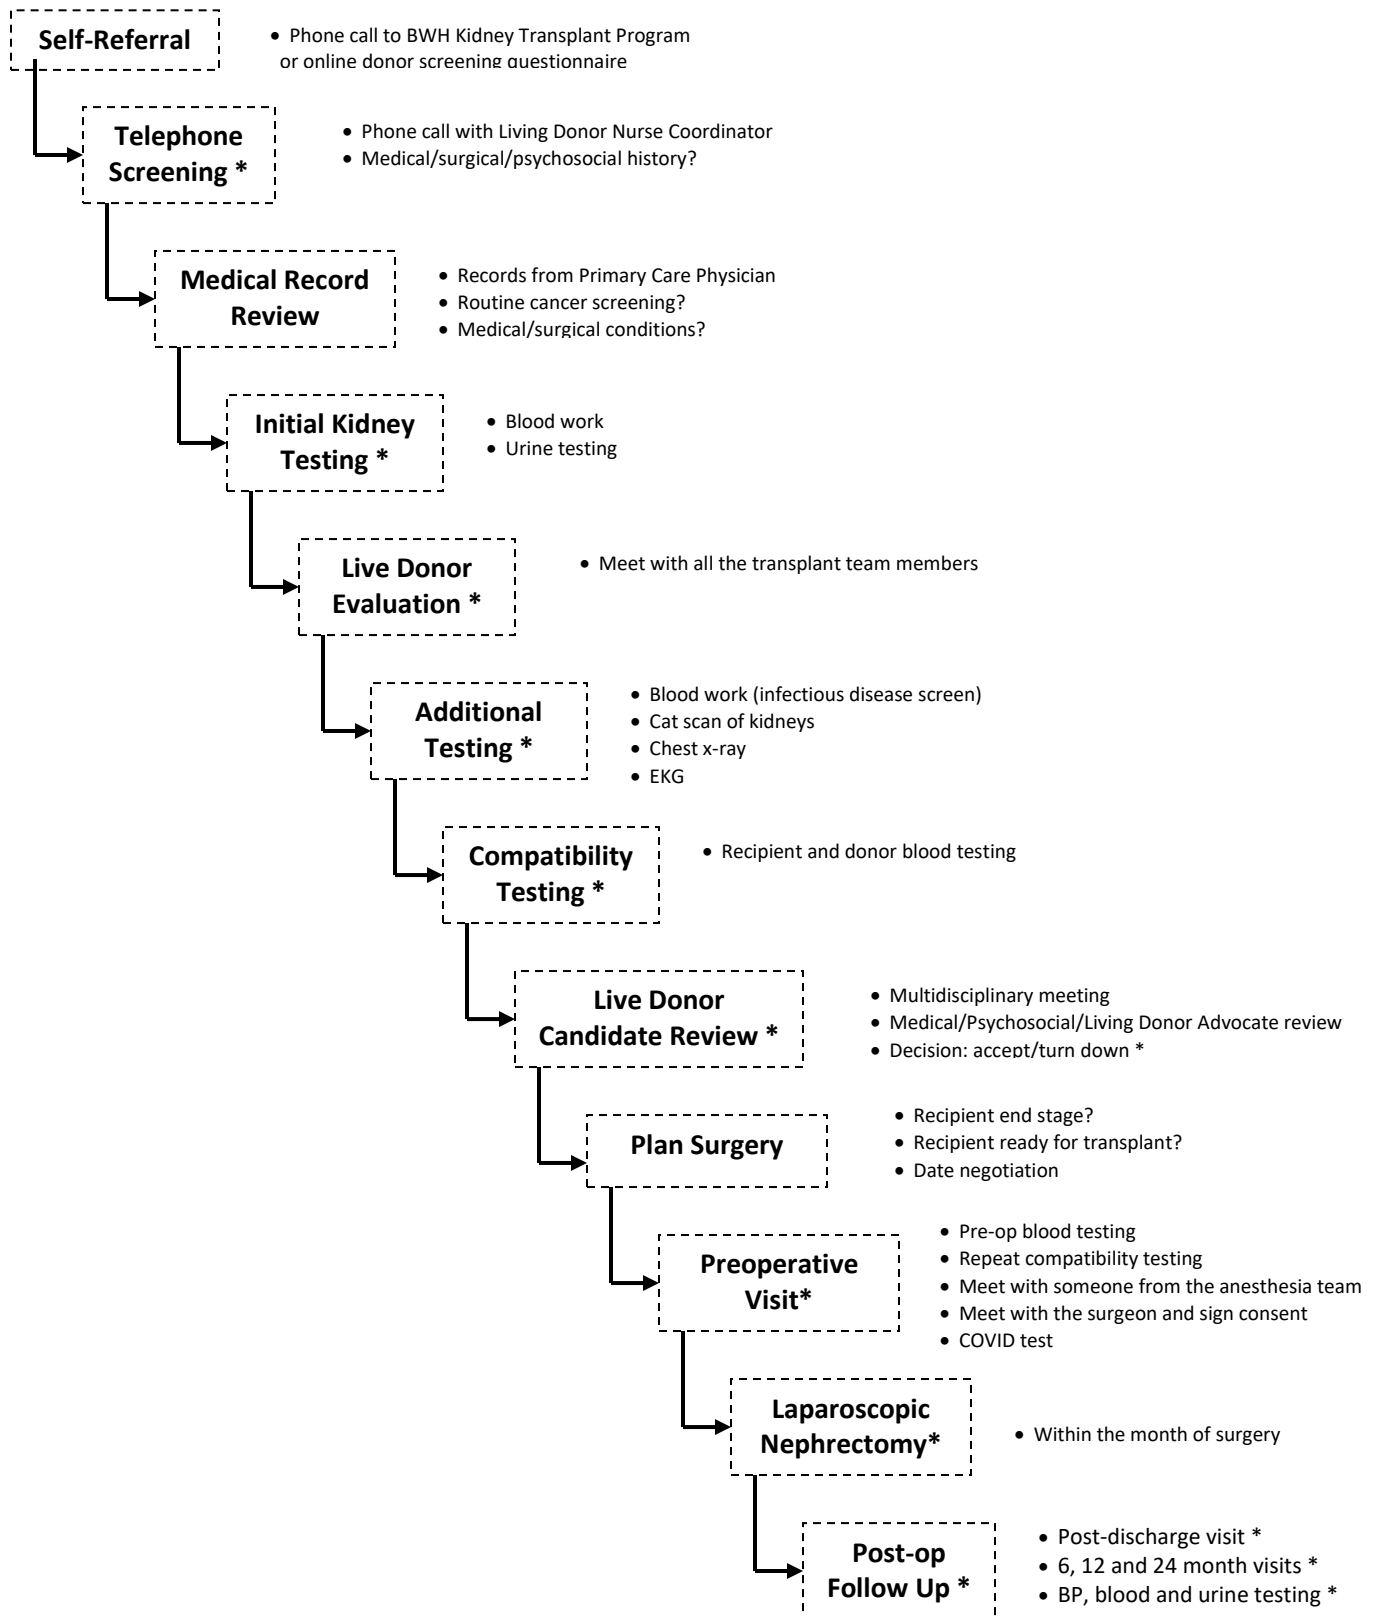 Self-Referral
• Phone call to BWH Kidney Transplant Program
or online donor screening questionnaire
Telephone
Screening *
• Phone call with Living Donor Nurse Coordinator
• Medical/surgical/psychosocial history?
Medical Record
Review
• Records from Primary Care Physician
• Routine cancer screening?
• Medical/surgical conditions?
Initial Kidney
Testing *
• Blood work
• Urine testing
Live Donor
Evaluation *
• Meet with all the transplant team members
Additional
Testing *
• Blood work (infectious disease screen)
• Cat scan of kidneys
• Chest x-ray
• EKG
Compatibility
Testing *
• Recipient and donor blood testing
Live Donor
Candidate Review *
• Multidisciplinary meeting
• Medical/Psychosocial/Living Donor Advocate review
• Decision: accept/turn down *
Plan Surgery
• Recipient end stage?
• Recipient ready for transplant?
• Date negotiation
Preoperative
Visit*
• Pre-op blood testing
• Repeat compatibility testing
• Meet with someone from the anesthesia team
• Meet with the surgeon and sign consent
• COVID test
Laparoscopic
Nephrectomy*
• Within the month of surgery
Post-op
Follow Up *
• Post-discharge visit *
• 6, 12 and 24 month visits *
• BP, blood and urine testing *